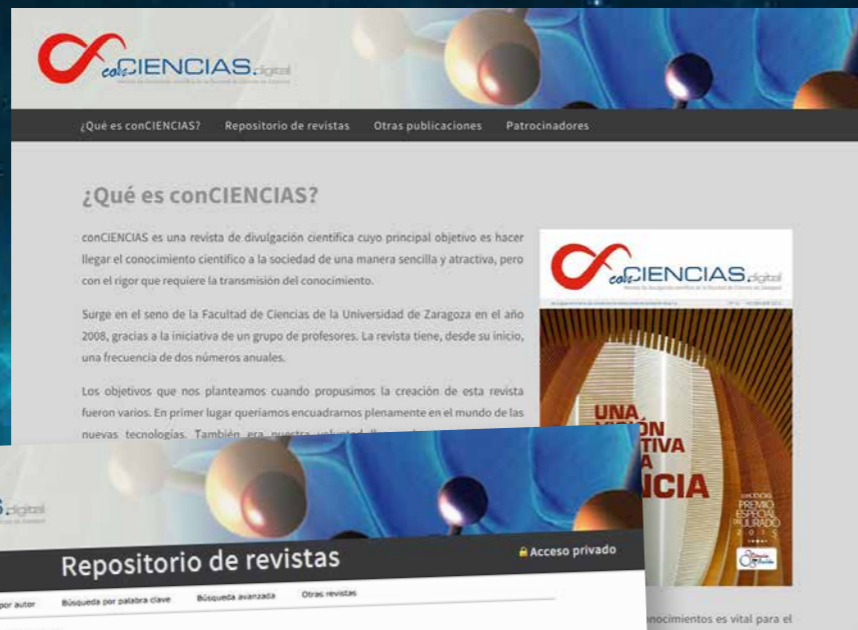 conCIENCIAS.digital
¿Qué es conCIENCIAS? Repositorio de revistas Otras publicaciones Patrocinadores
¿Qué es conCIENCIAS?
conCIENCIAS es una revista de divulgación científica cuyo principal objetivo es hacer
llegar el conocimiento científico a la sociedad de una manera sencilla y atractiva, pero
con el rigor que requiere la transmisión del conocimiento.
Surge en el seno de la Facultad de Ciencias de la Universidad de Zaragoza en el año
2008, gracias a la iniciativa de un grupo de profesores. La revista tiene, desde su inicio,
una frecuencia de dos números anuales.
Los objetivos que nos planteamos cuando propusimos la creación de esta revista
fueron varios. En primer lugar queríamos encuadrarnos plenamente en el mundo de las
nuevas tecnologías. También era nuestra voluntad
conCIENCIAS.digital
UNA
CIA
PREMIO
ESPECIAL
DEL JURADO
2015
nocimientos es vital para el
S.digital
Repositorio de revistas
Acceso privado
por autor Búsqueda por palabra clave Búsqueda avanzada Otras revistas